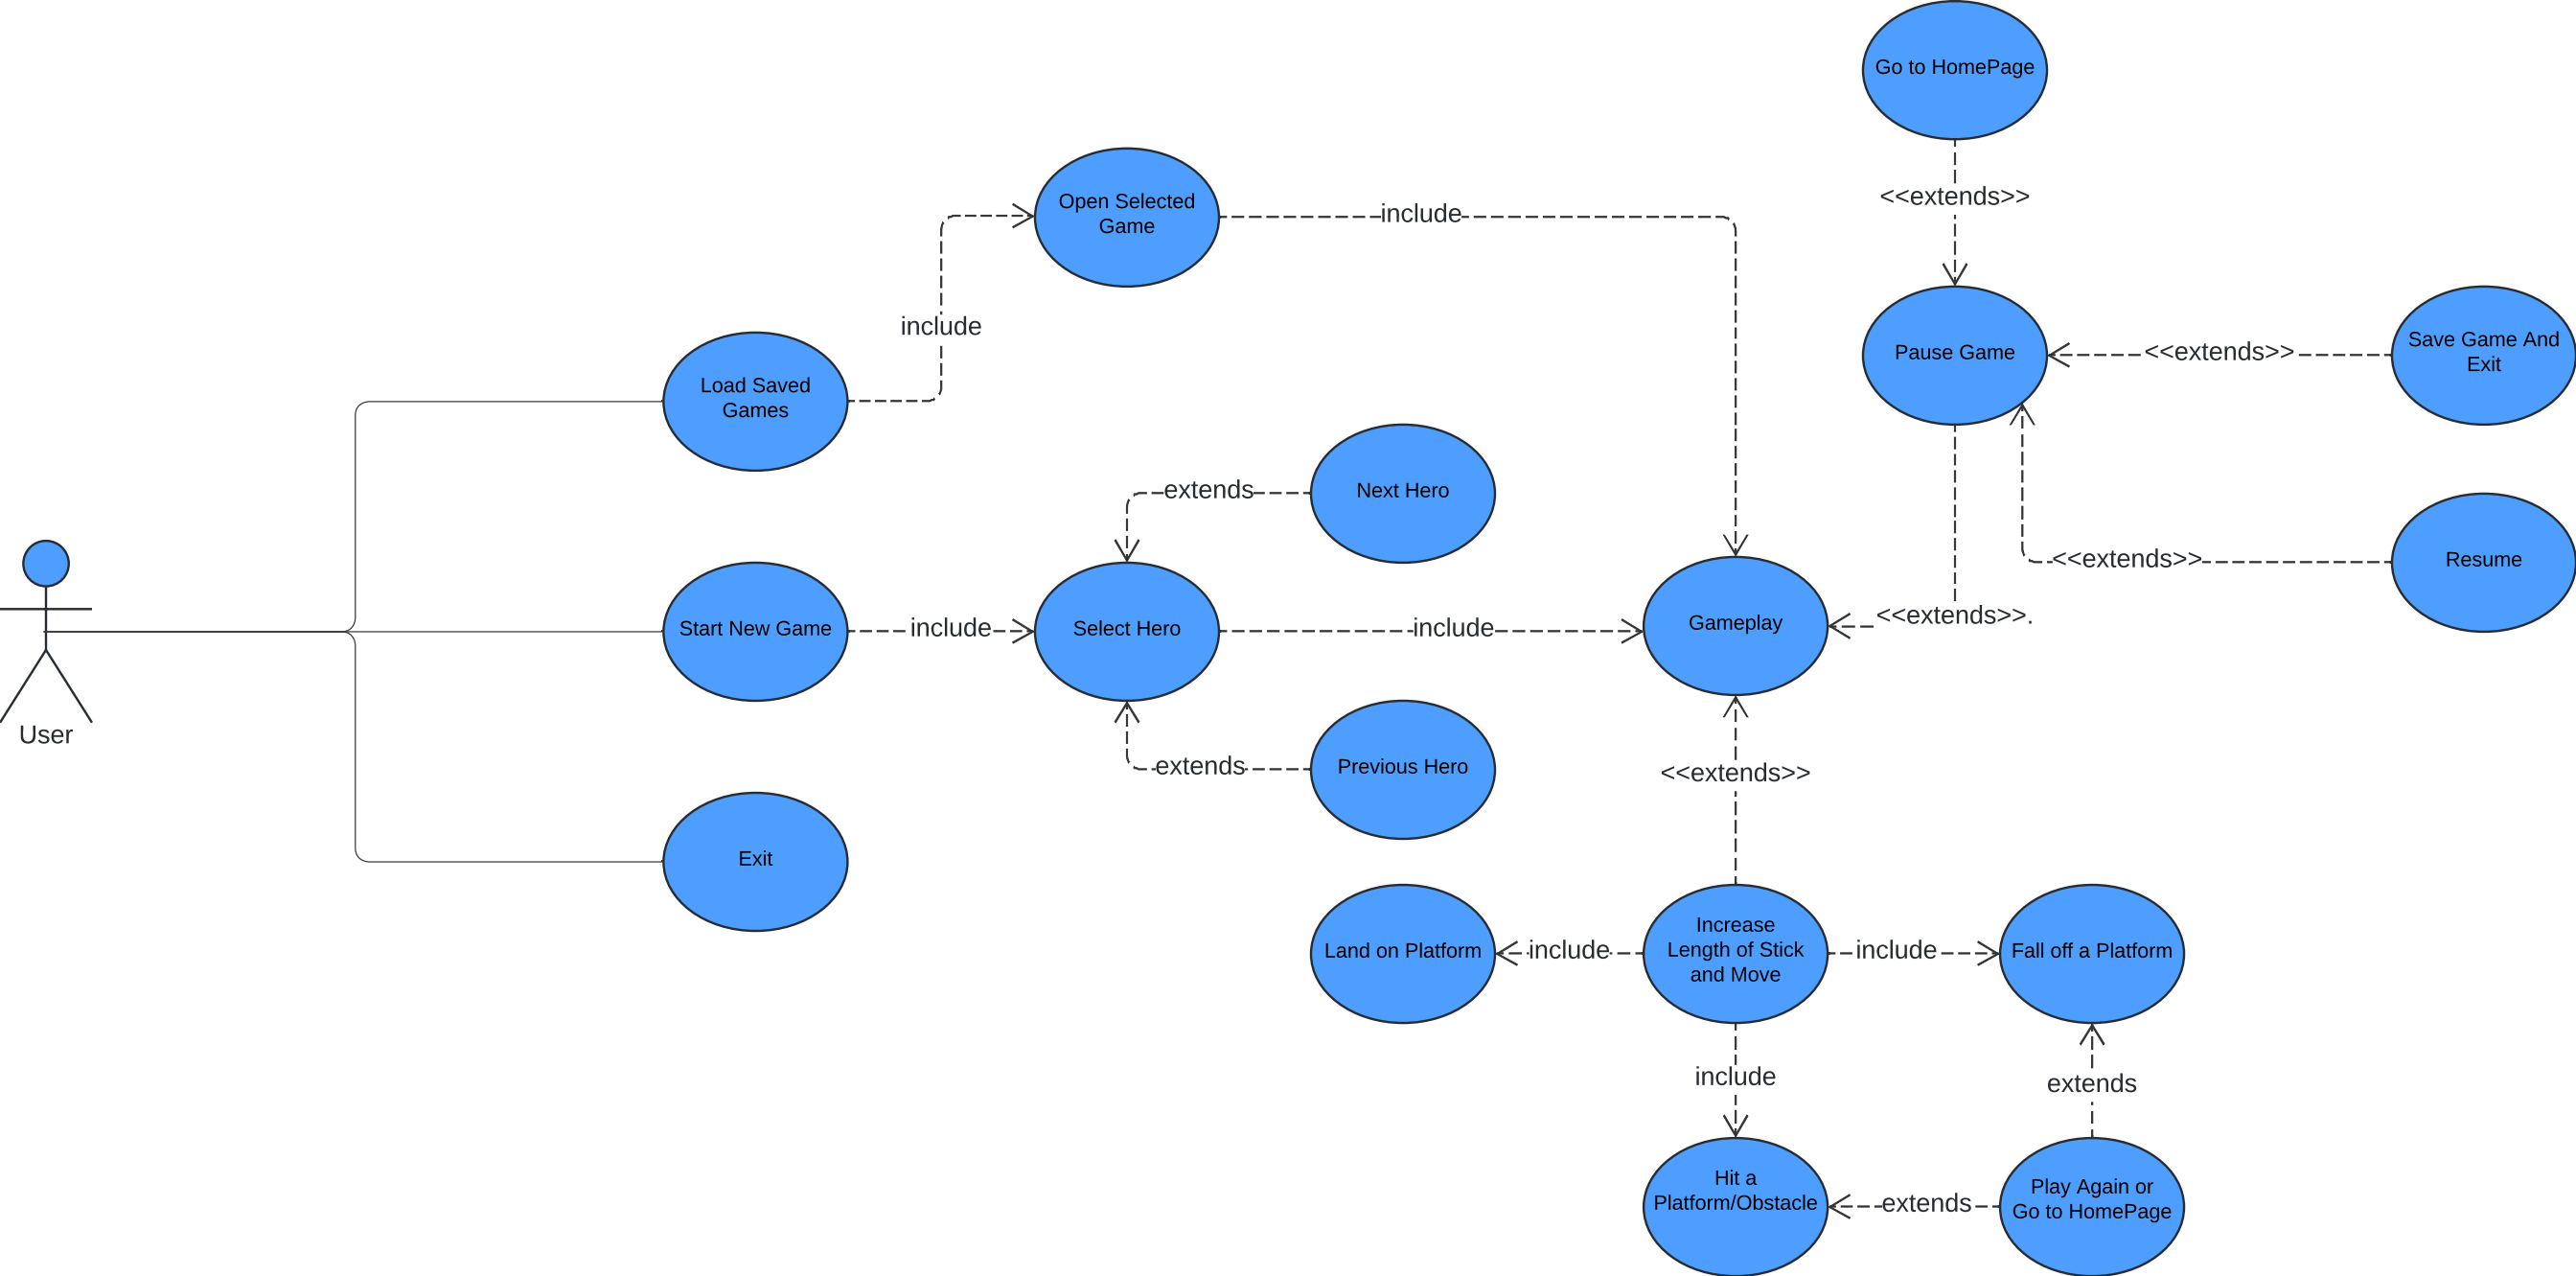 Go to HomePage
<<extends>>
Open Selected
Game
include
include
Pause Game
<<extends>>
Save Game And
Exit
Load Saved
Games
extends
Next Hero
<<extends>>
Resume
User
Start New Game
include
Select Hero
include
Gameplay
<<extends>>.
extends
Previous Hero
<<extends>>
Exit
Land on Platform
include
Increase
Length of Stick
and Move
include
Fall off a Platform
include
extends
Hit a
Platform/Obstacle
extends
Play Again or
Go to HomePage